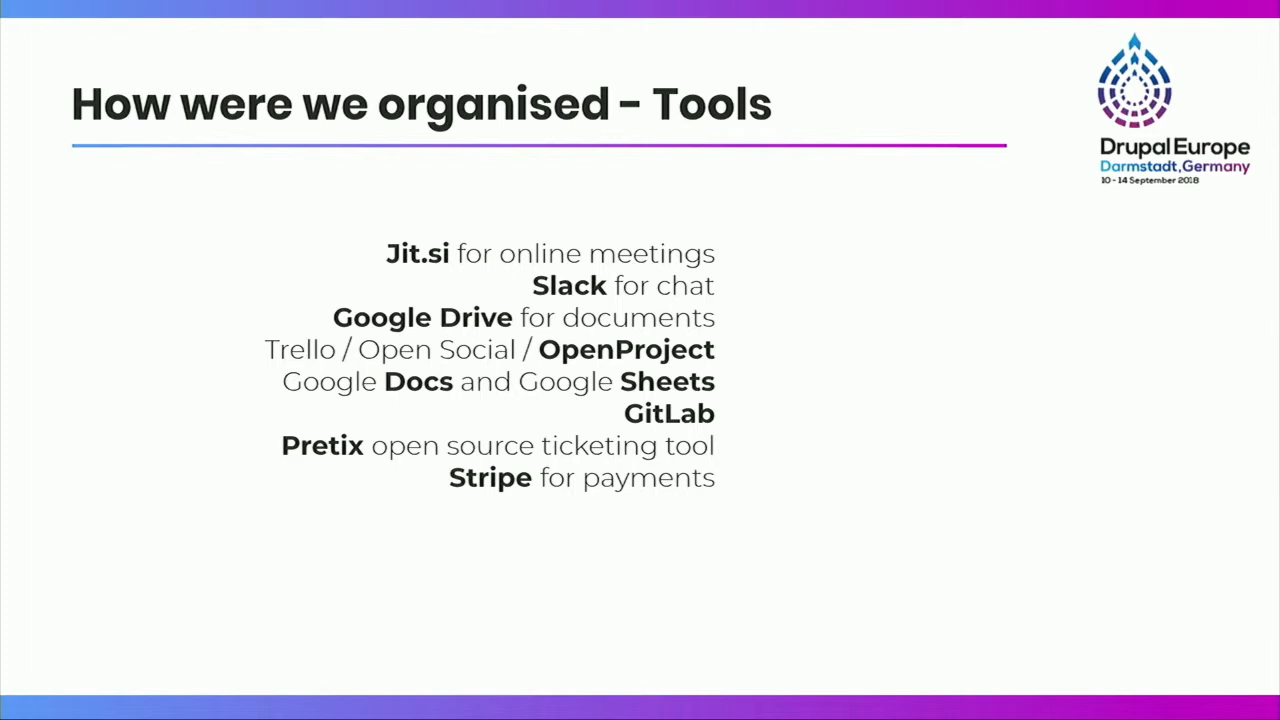 How were we organised - Tools
Drupal Europe
Darmstadt, Germany
10 - 14 September 2018
Jit.si for online meetings
Slack for chat
Google Drive for documents
Trello / Open Social / OpenProject
Google Docs and Google Sheets
GitLab
Pretix open source ticketing tool
Stripe for payments